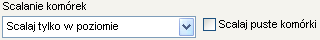 Scalanie komórek
Scalaj tylko w poziomie
Scalaj puste komórki